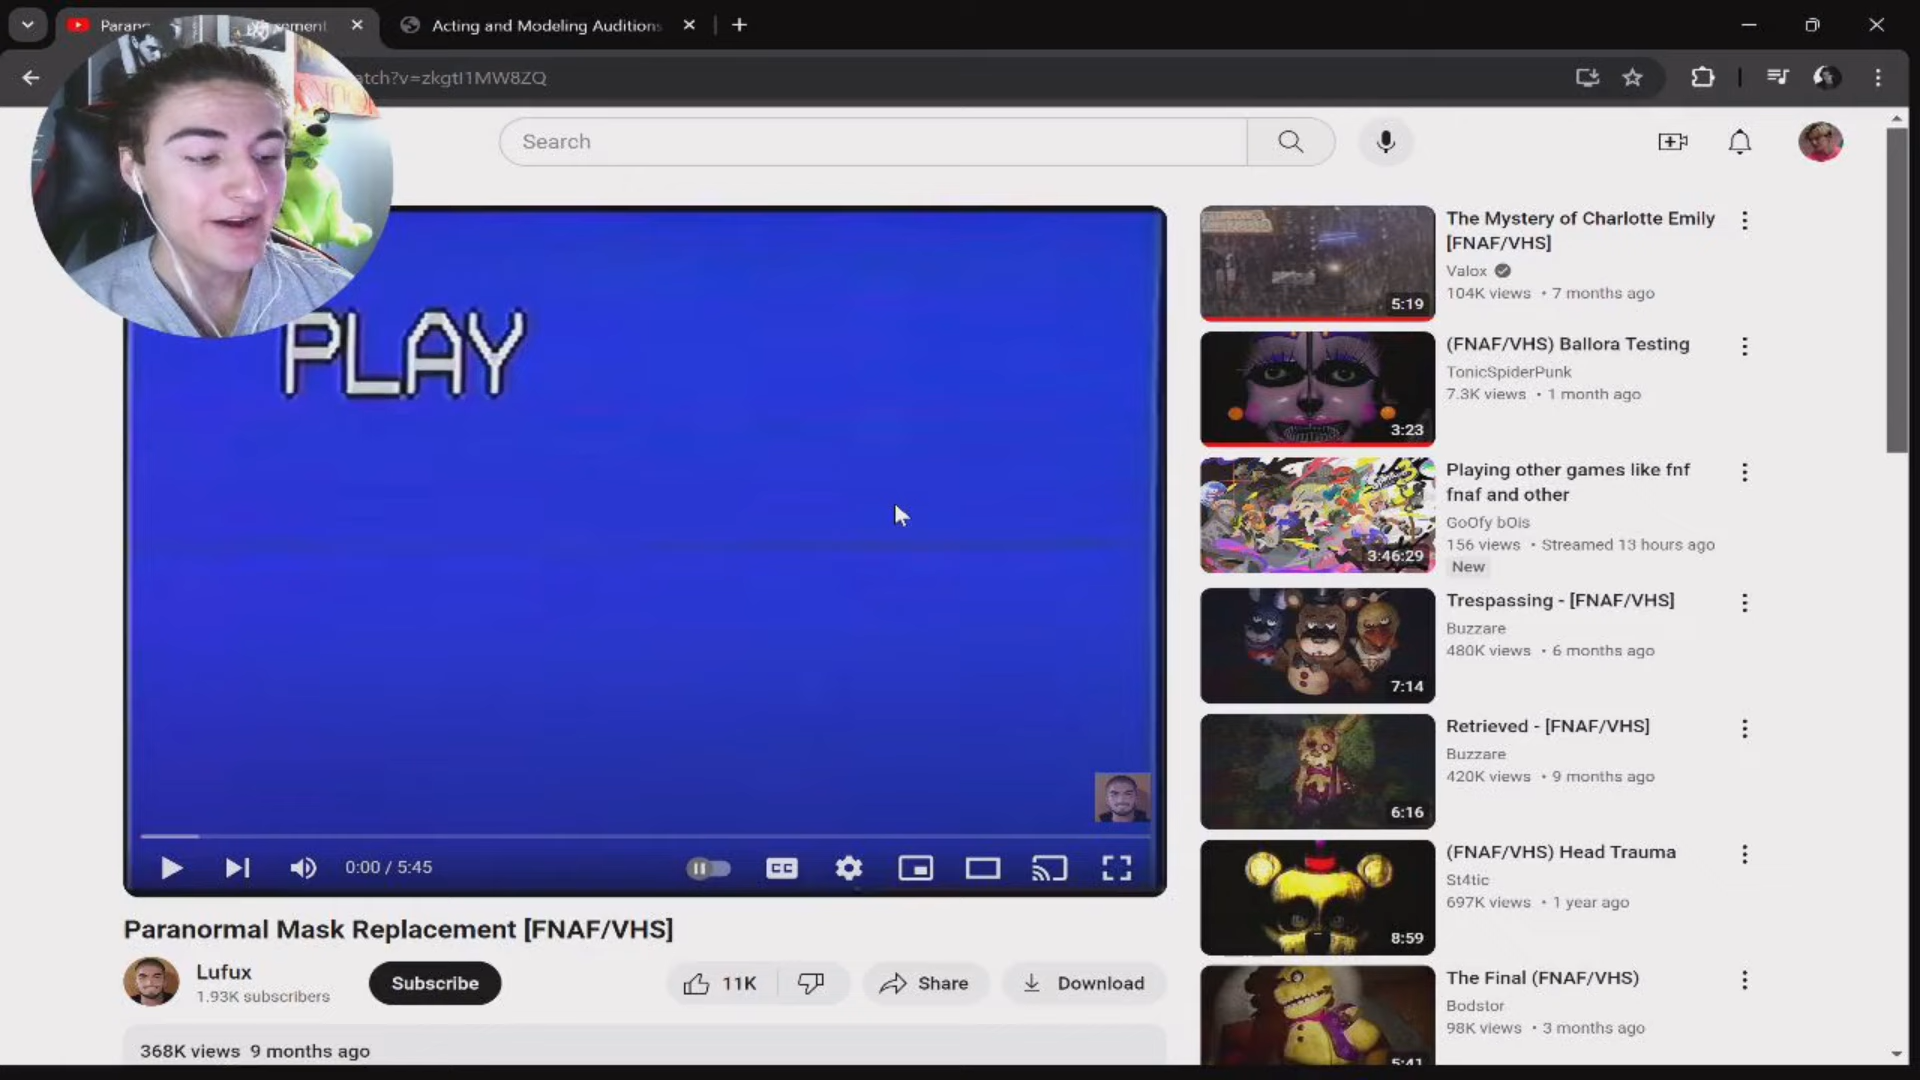 Acting and Modeling Auditions
atch?v=zkgtI1MW8ZQ
Search
PLAY
0:00 / 5:45
CC
Paranormal Mask Replacement [FNAF/VHS]
Lufux
1.93K subscribers
Subscribe
11K
Share
Download
368K views 9 months ago
The Mystery of Charlotte Emily
[FNAF/VHS]
Valox
104K views • 7 months ago
5:19
(FNAF/VHS) Ballora Testing
TonicSpiderPunk
7.3K views • 1 month ago
3:23
Playing other games like fnf
fnaf and other
GoOfy bOis
156 views • Streamed 13 hours ago
New
3:46:29
Trespassing - [FNAF/VHS]
Buzzare
480K views • 6 months ago
7:14
Retrieved - [FNAF/VHS]
Buzzare
420K views • 9 months ago
6:16
(FNAF/VHS) Head Trauma
St4tic
697K views • 1 year ago
8:59
The Final (FNAF/VHS)
Bodstor
98K views • 3 months ago
5:41